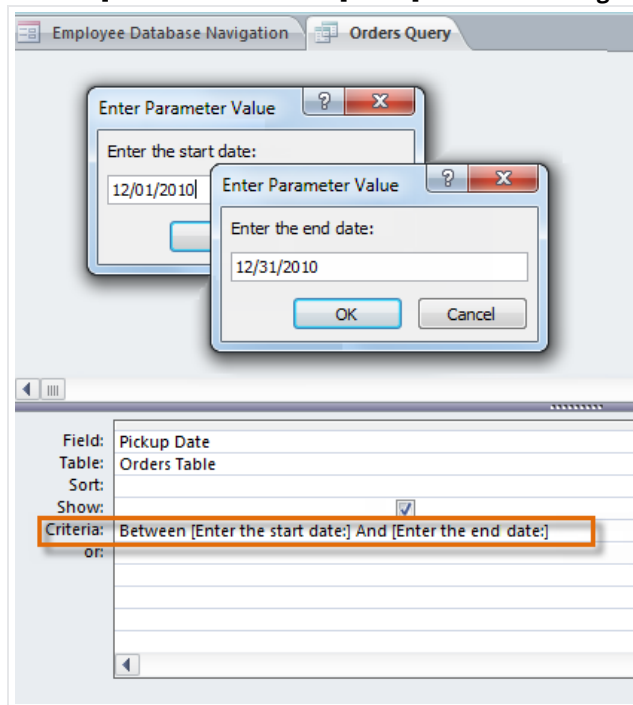 Employee Database Navigation Orders Query
Enter Parameter Value
Enter the start date:
12/01/2010
Enter Parameter Value
Enter the end date:
12/31/2010
OK Cancel
Field: Pickup Date
Table: Orders Table
Sort:
Show:
Criteria: Between [Enter the start date:] And [Enter the end date:]
or: